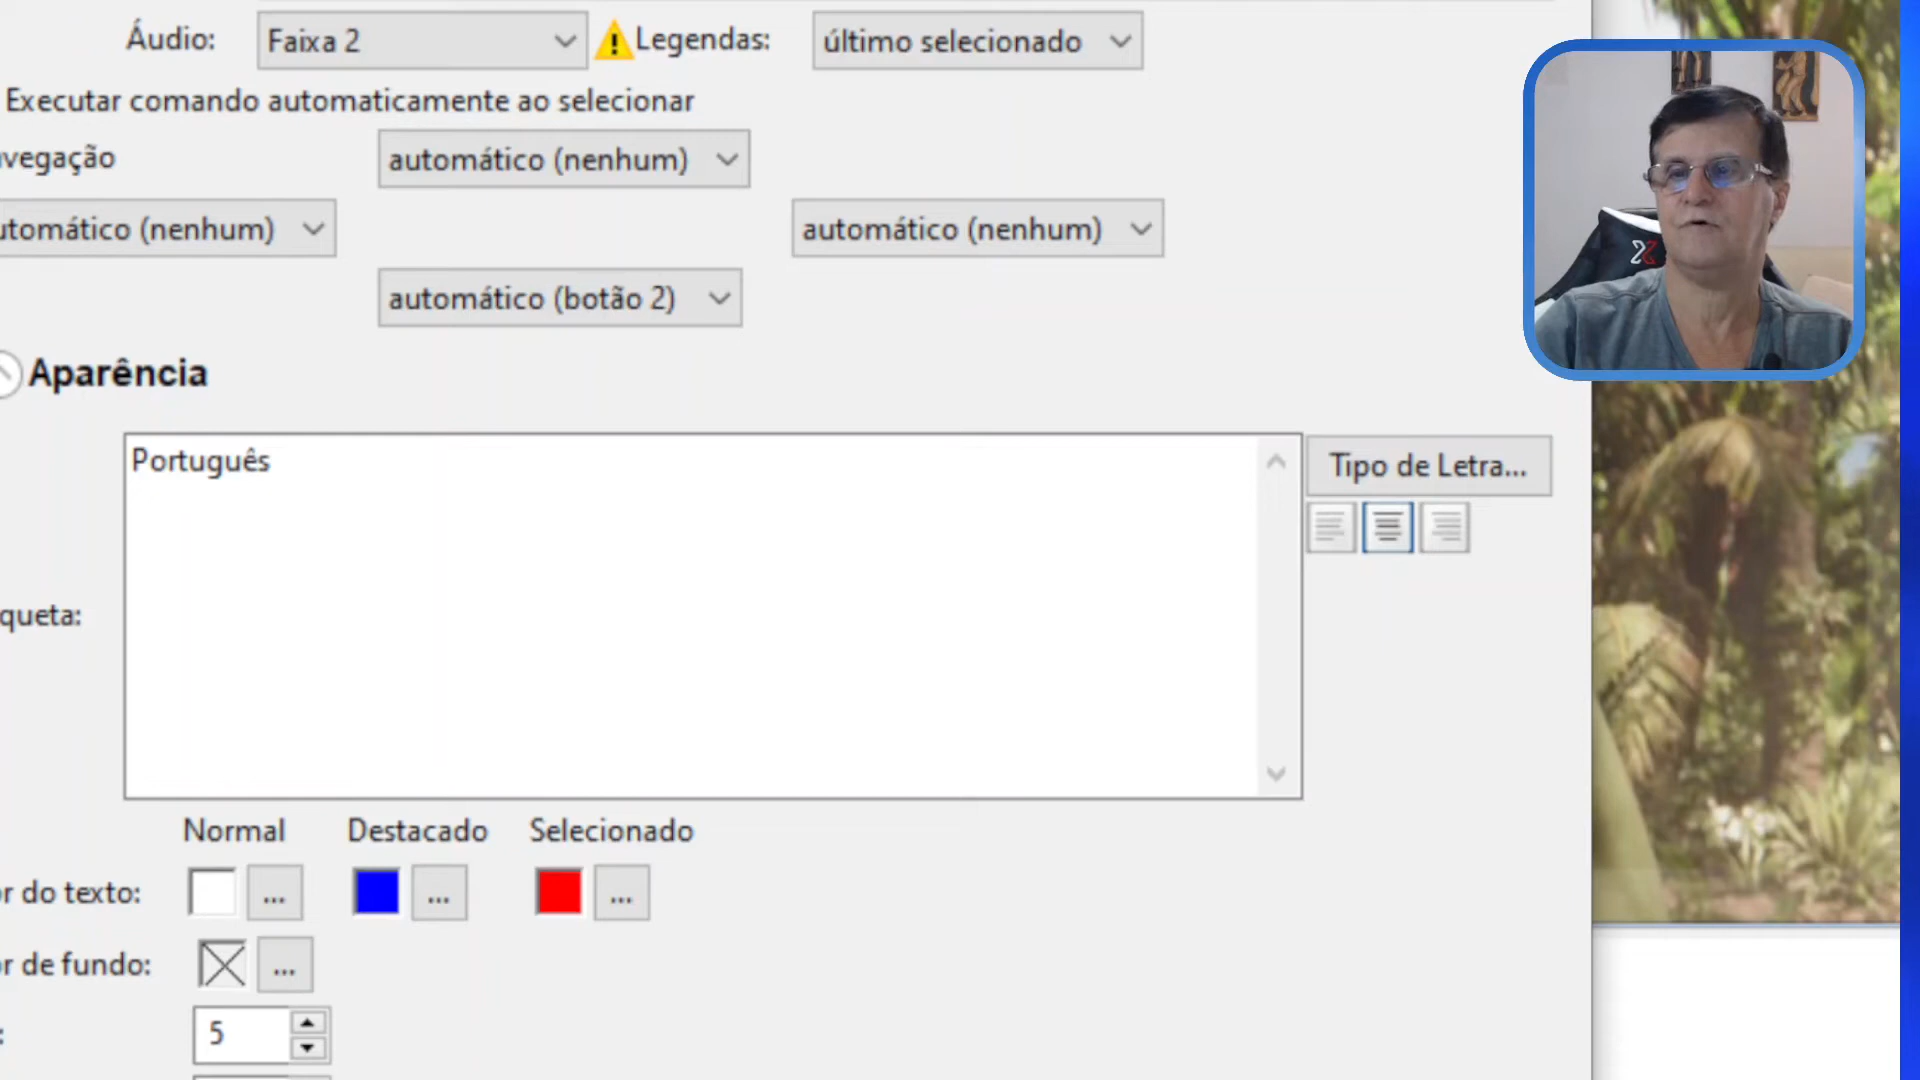 Áudio: Faixa 2 Legendas: último selecionado
Executar comando automaticamente ao selecionar
vegação automático (nenhum)
utomático (nenhum) automático (nenhum)
automático (botão 2)
Aparência
Português
Tipo de Letra...
queta:
Normal Destacado Selecionado
r do texto: ... ... ...
r de fundo: ...
: 5